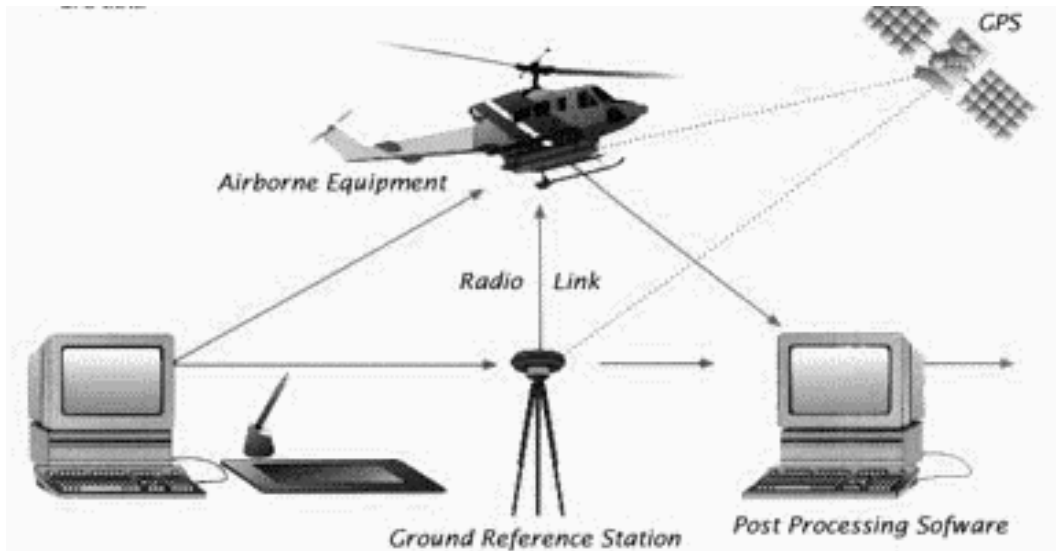 GPS
Airborne Equipment
Radio Link
Ground Reference Station
Post Processing Sofware